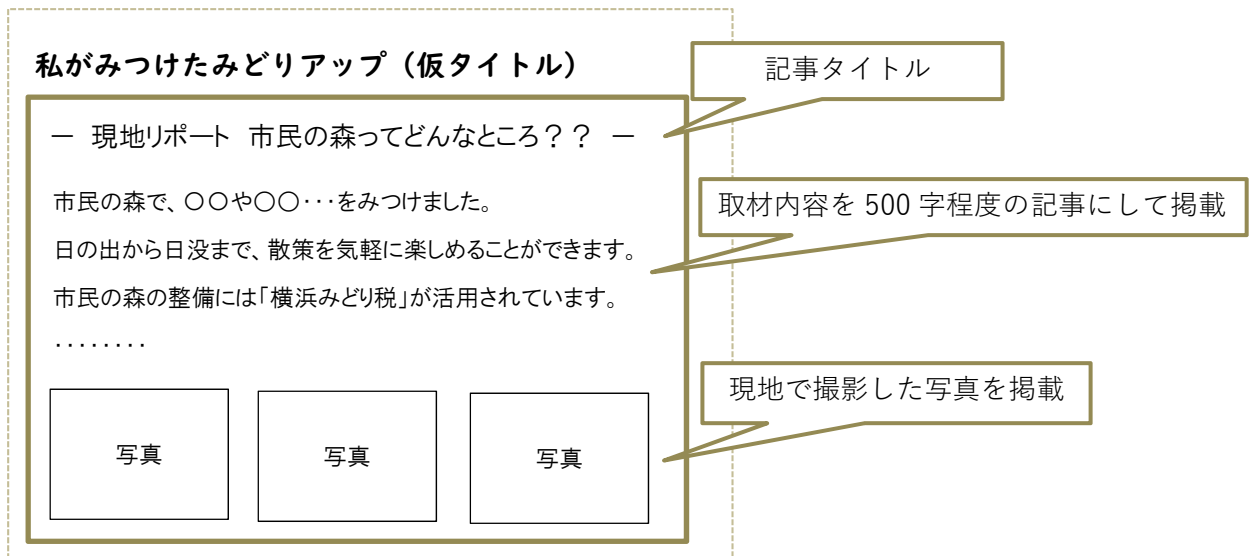 私がみつけたみどりアップ（仮タイトル）
記事タイトル
－ 現地リポート 市民の森ってどんなところ？？ －
市民の森で、〇〇や〇〇・・・をみつけました。
取材内容を 500 字程度の記事にして掲載
日の出から日没まで、散策を気軽に楽しめることができます。
市民の森の整備には「横浜みどり税」が活用されています。
・・・・・・・・
現地で撮影した写真を掲載
写真
写真
写真